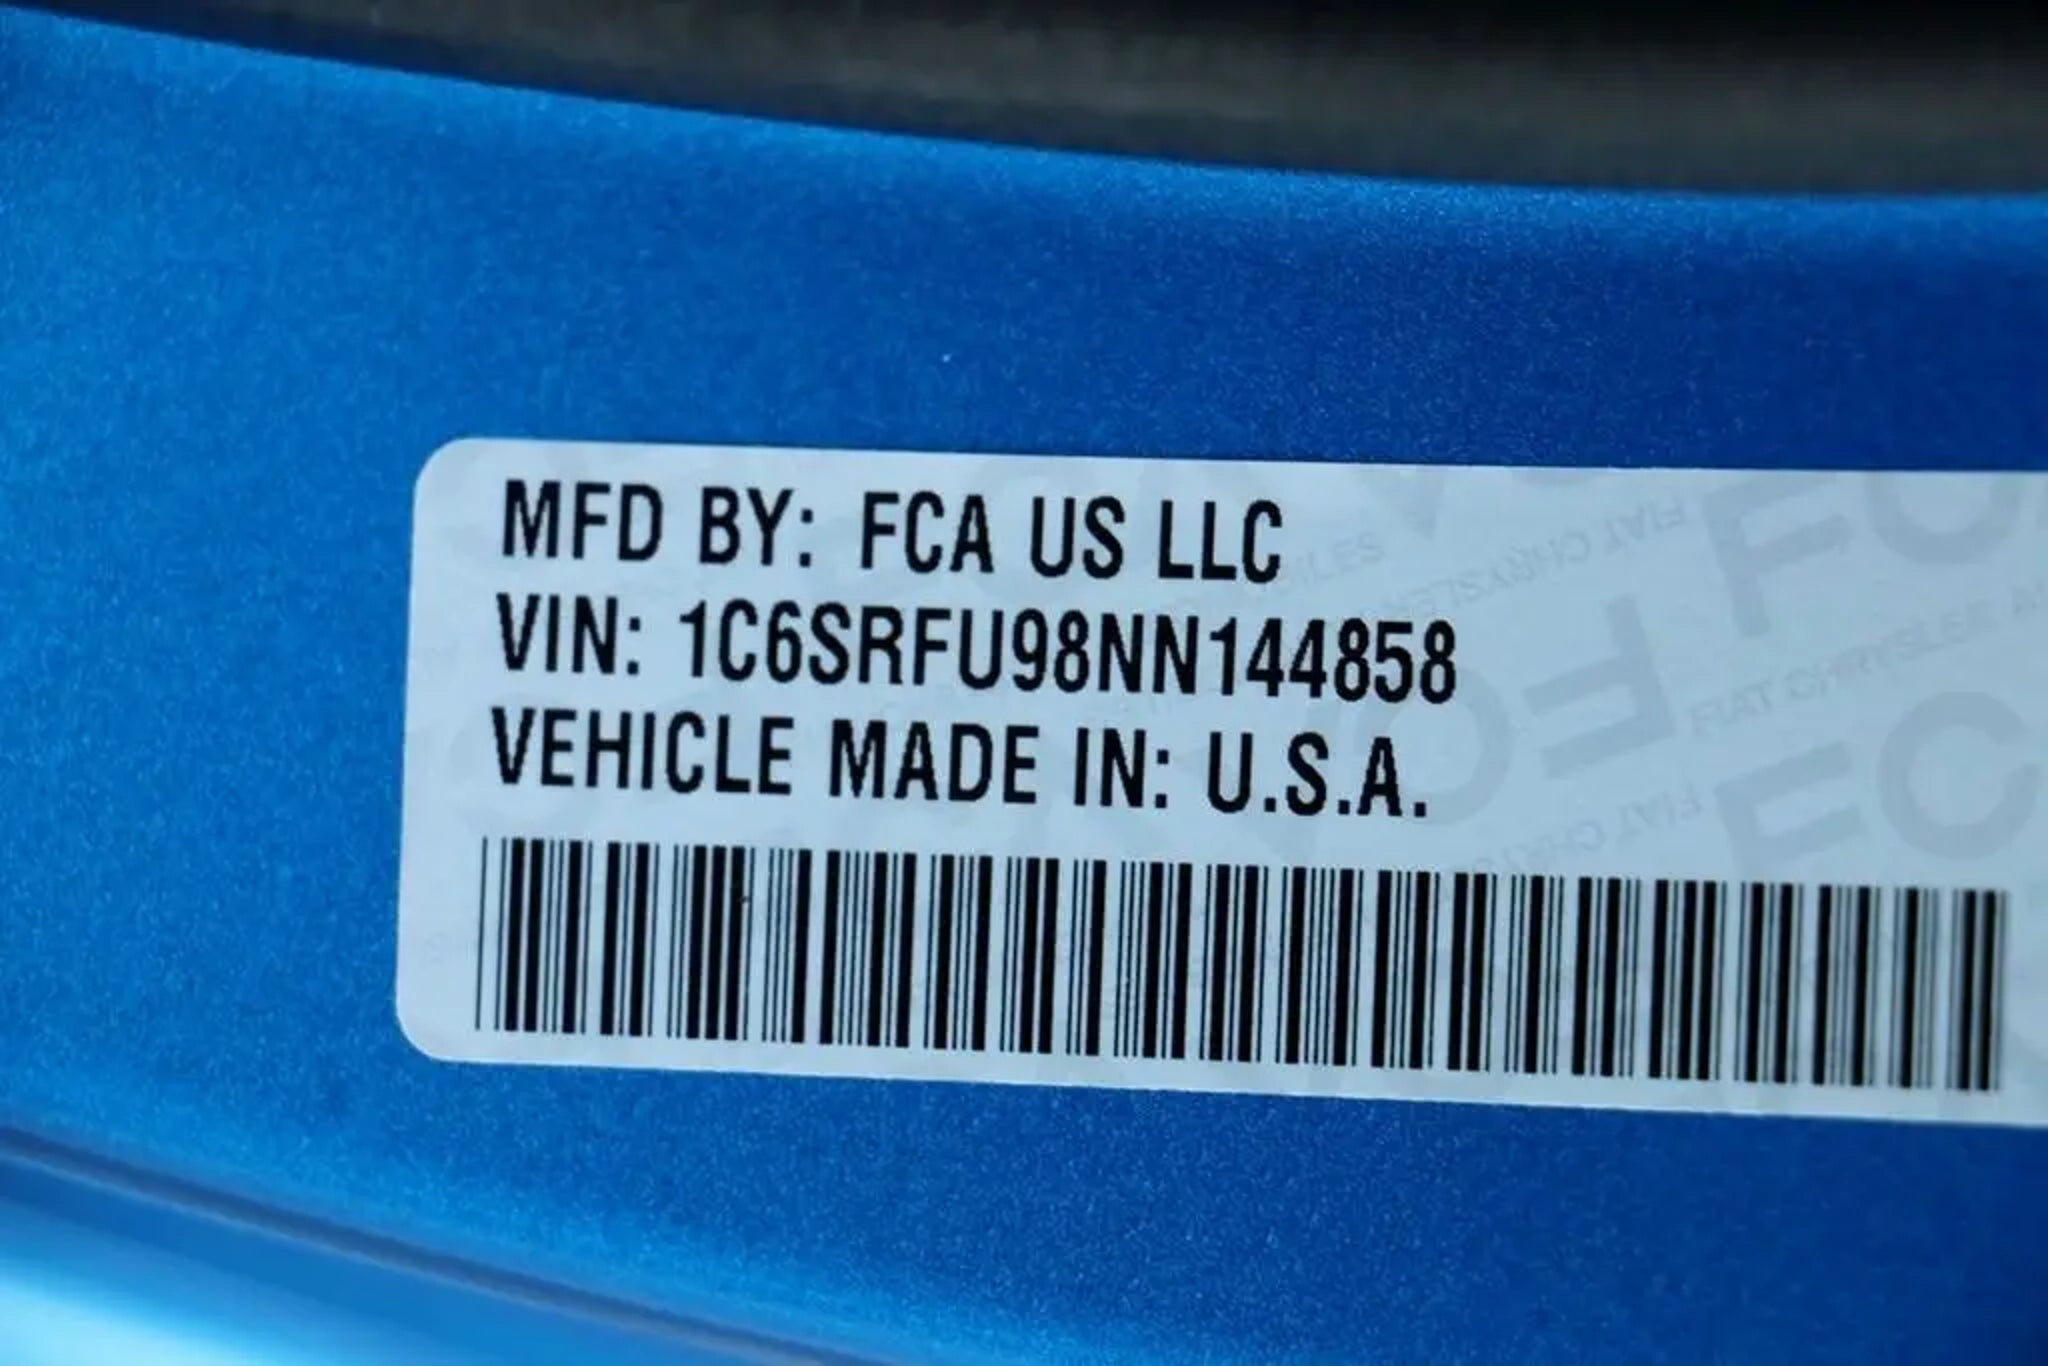 MFD BY: FCA US LLC
VIN: 1C6SRFU98NN144858
VEHICLE MADE IN: U.S.A.